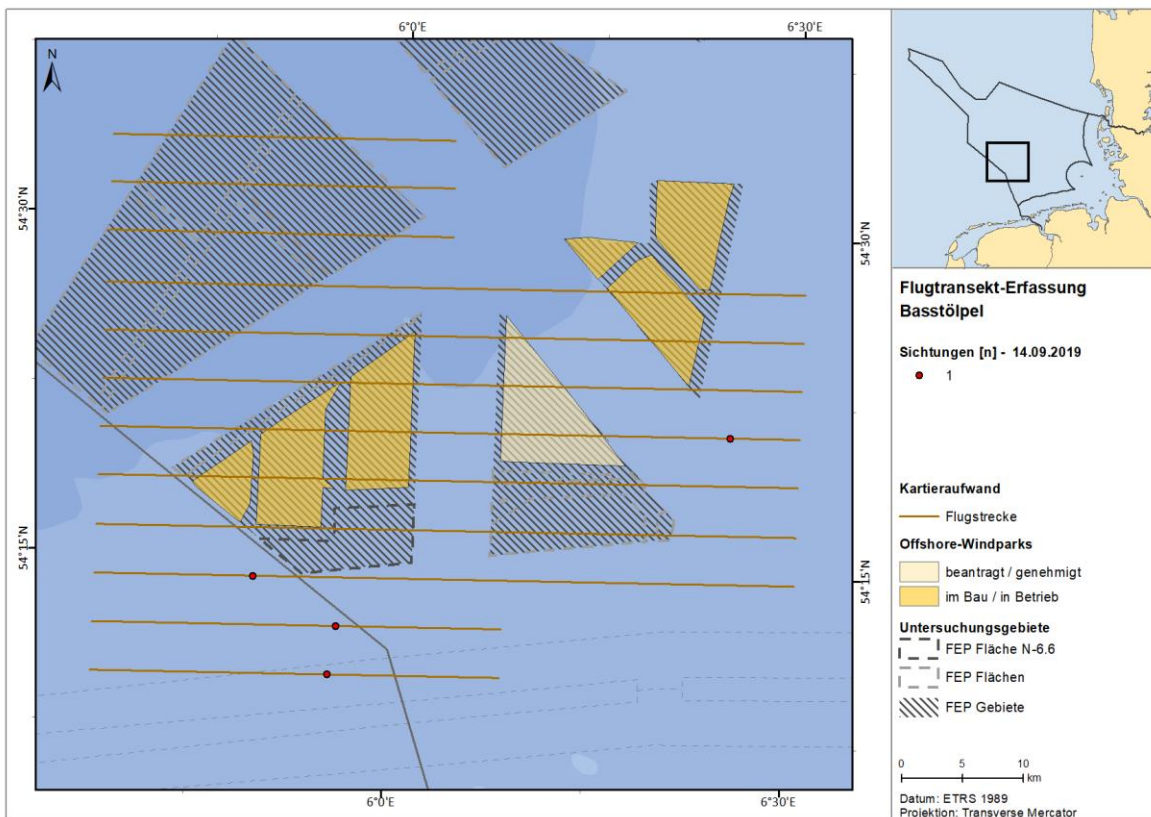 6°0'E
6°30'E
N
54°30'N
54°30'N
54°15'N
54°15'N
6°0'E
6°30'E
Flugtransekt-Erfassung
Basstölpel
Sichtungen [n] - 14.09.2019
1
Kartieraufwand
Flugstrecke
Offshore-Windparks
beantragt / genehmigt
im Bau / in Betrieb
Untersuchungsgebiete
FEP Fläche N-6.6
FEP Flächen
FEP Gebiete
0 5 10
km
Datum: ETRS 1989
Projektion: Transverse Mercator